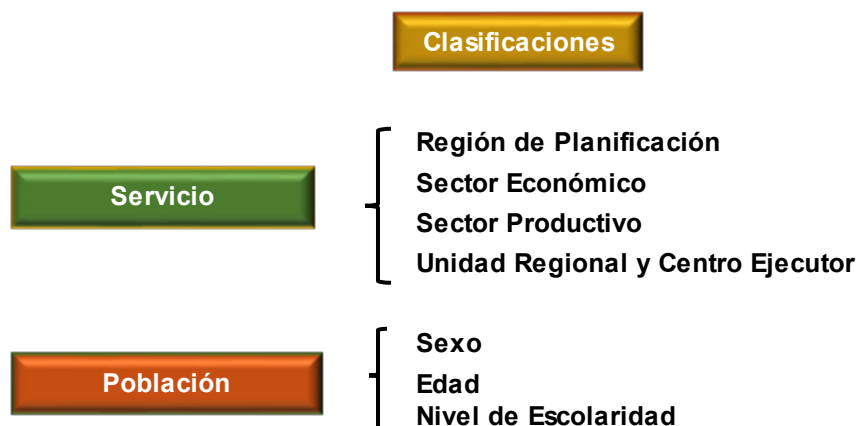 Clasificaciones
Servicio
Región de Planificación
Sector Económico
Sector Productivo
Unidad Regional y Centro Ejecutor
Población
Sexo
Edad
Nivel de Escolaridad